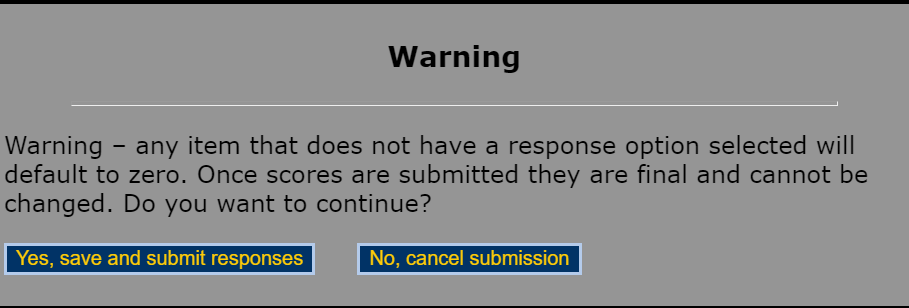 Warning
Warning – any item that does not have a response option selected will
default to zero. Once scores are submitted they are final and cannot be
changed. Do you want to continue?
Yes, save and submit responses
No, cancel submission